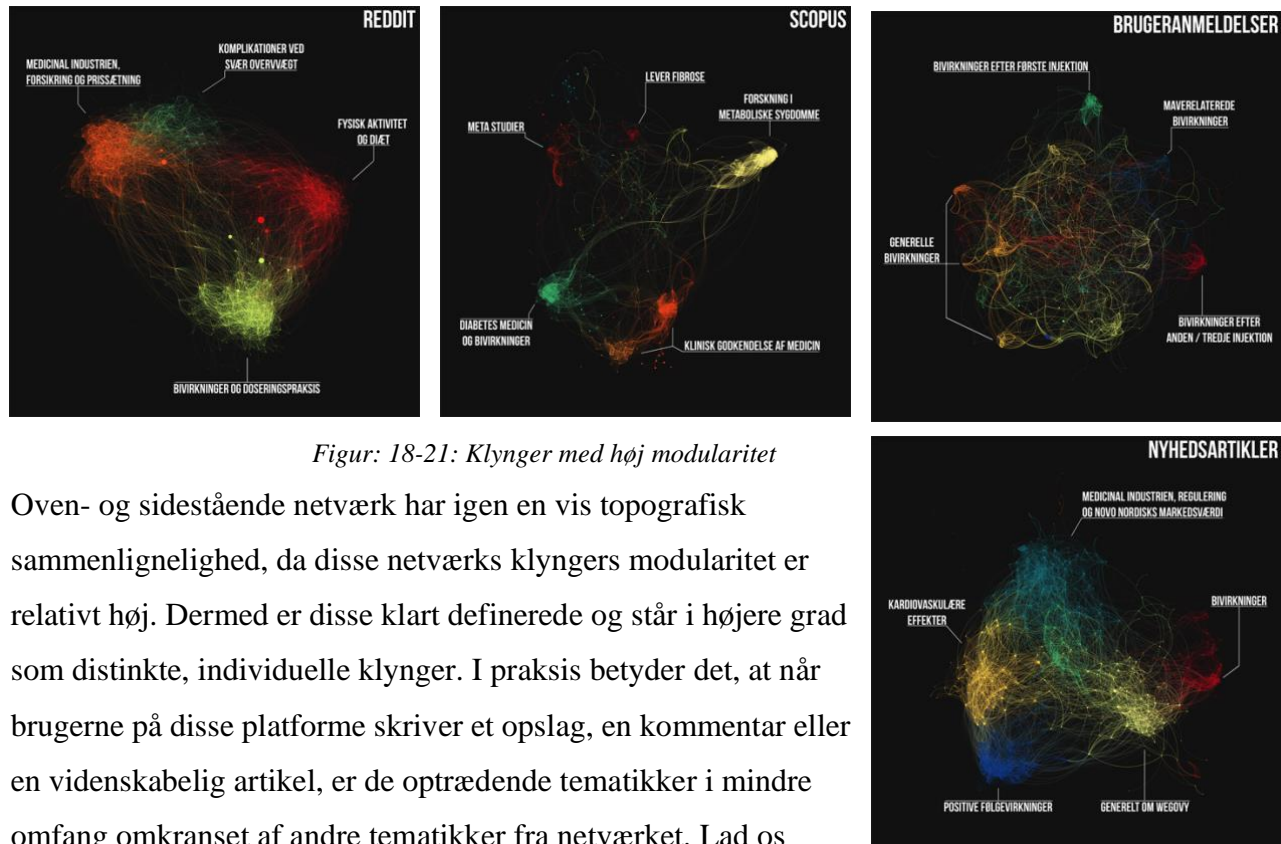 REDDIT
KOMPLIKATIONER VED
SVÆR OVERVÆGT
MEDICINAL INDUSTRIEN,
FORSIKRING OG PRISSÆTNING
FYSISK AKTIVITET
OG DIÆT
BIVIRKNINGER OG DOSERINGSPRAKSIS
SCOPUS
LEVER FIBROSE
FORSKNING I
METABOLISKE SYGDOMME
META STUDIER
DIABETES MEDICIN
OG BIVIRKNINGER
KLINISK GODKENDELSE AF MEDICIN
BRUGERANMELDELSER
BIVIRKNINGER EFTER FØRSTE INJEKTION
MAVERELATEREDE
BIVIRKNINGER
GENERELLE
BIVIRKNINGER
BIVIRKNINGER EFTER
ANDEN / TREDJE INJEKTION
Figur: 18-21: Klynger med høj modularitet
Oven- og sidestående netværk har igen en vis topografisk
sammenlignelighed, da disse netværks klyngers modularitet er
relativt høj. Dermed er disse klart definerede og står i højere grad
som distinkte, individuelle klynger. I praksis betyder det, at når
brugerne på disse platforme skriver et opslag, en kommentar eller
en videnskabelig artikel, er de optrædende tematikker i mindre
omfang omkranset af andre tematikker fra netværket. Lad os
NYHEDSARTIKLER
MEDICINAL INDUSTRIEN, REGULERING
OG NOVO NORDISKS MARKEDSVÆRDI
KARDIOVASKULÆRE
EFFEKTER
BIVIRKNINGER
POSITIVE FØLGEVIRKNINGER
GENERELT OM WEGOVY